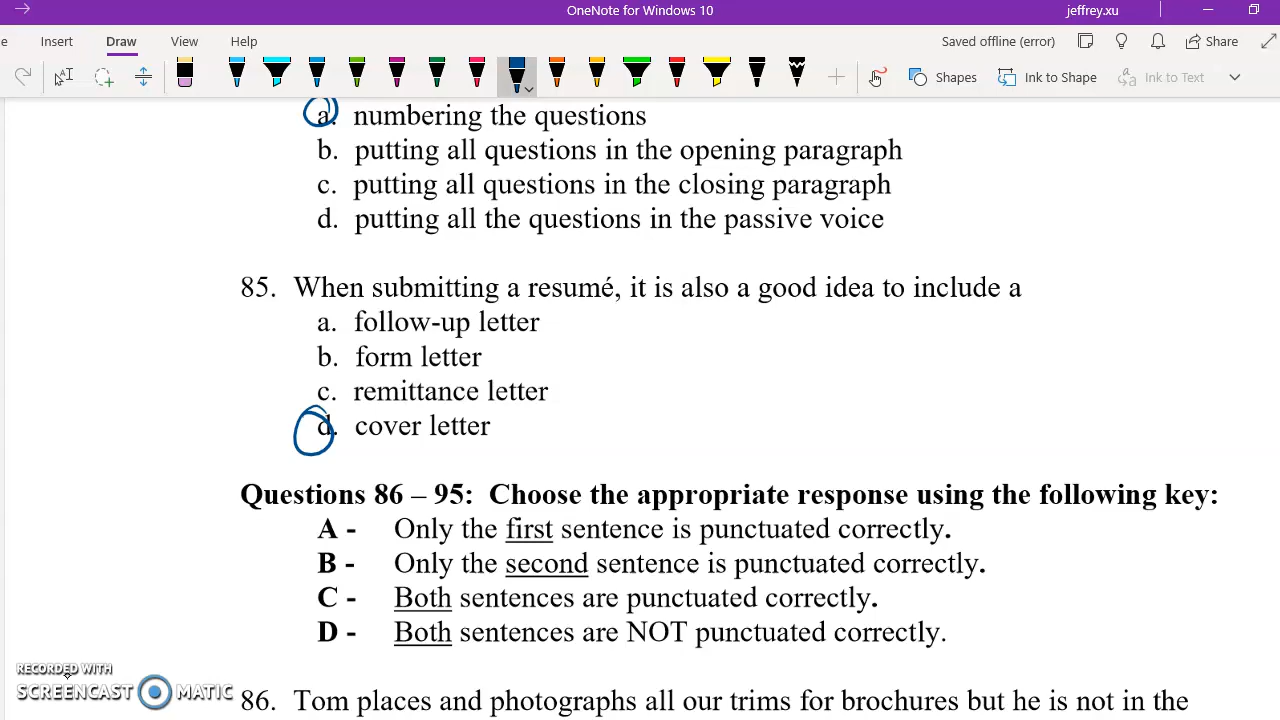 OneNote for Windows 10
jeffrey.xu
e Insert Draw View Help
Saved offline (error)
Share
Shapes
Ink to Shape
Ink to Text
a. numbering the questions
b. putting all questions in the opening paragraph
c. putting all questions in the closing paragraph
d. putting all the questions in the passive voice
85. When submitting a resumé, it is also a good idea to include a
a. follow-up letter
b. form letter
c. remittance letter
d. cover letter
Questions 86 – 95: Choose the appropriate response using the following key:
A - Only the first sentence is punctuated correctly.
B - Only the second sentence is punctuated correctly.
C - Both sentences are punctuated correctly.
D - Both sentences are NOT punctuated correctly.
RECORDED WITH
SCREENCAST MATIC
86. Tom places and photographs all our trims for brochures but he is not in the